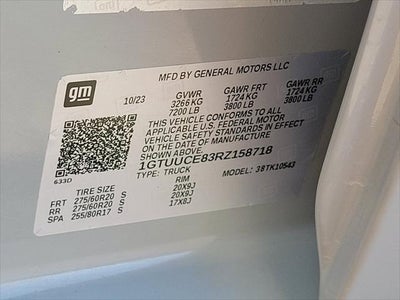 MFD BY GENERAL MOTORS LLC
gm
10/23 GVWR GAWR FRT GAWR RR
3266 KG 1724 KG 1724 KG
7200 LB 3800 LB 3800 LB
THIS VEHICLE CONFORMS TO ALL
APPLICABLE U.S. FEDERAL MOTOR
VEHICLE SAFETY STANDARDS IN EFFECT
ON THE DATE OF MANUFACTURE
SHOWN ABOVE.
1GTUUCE83RZ158718
633D
TYPE: TRUCK MODEL: 38TK10543
TIRE SIZE RIM
FRT 275/60R20 S 20X9J
RR 275/60R20 S 20X9J
SPA 255/80R17 S 17X8J